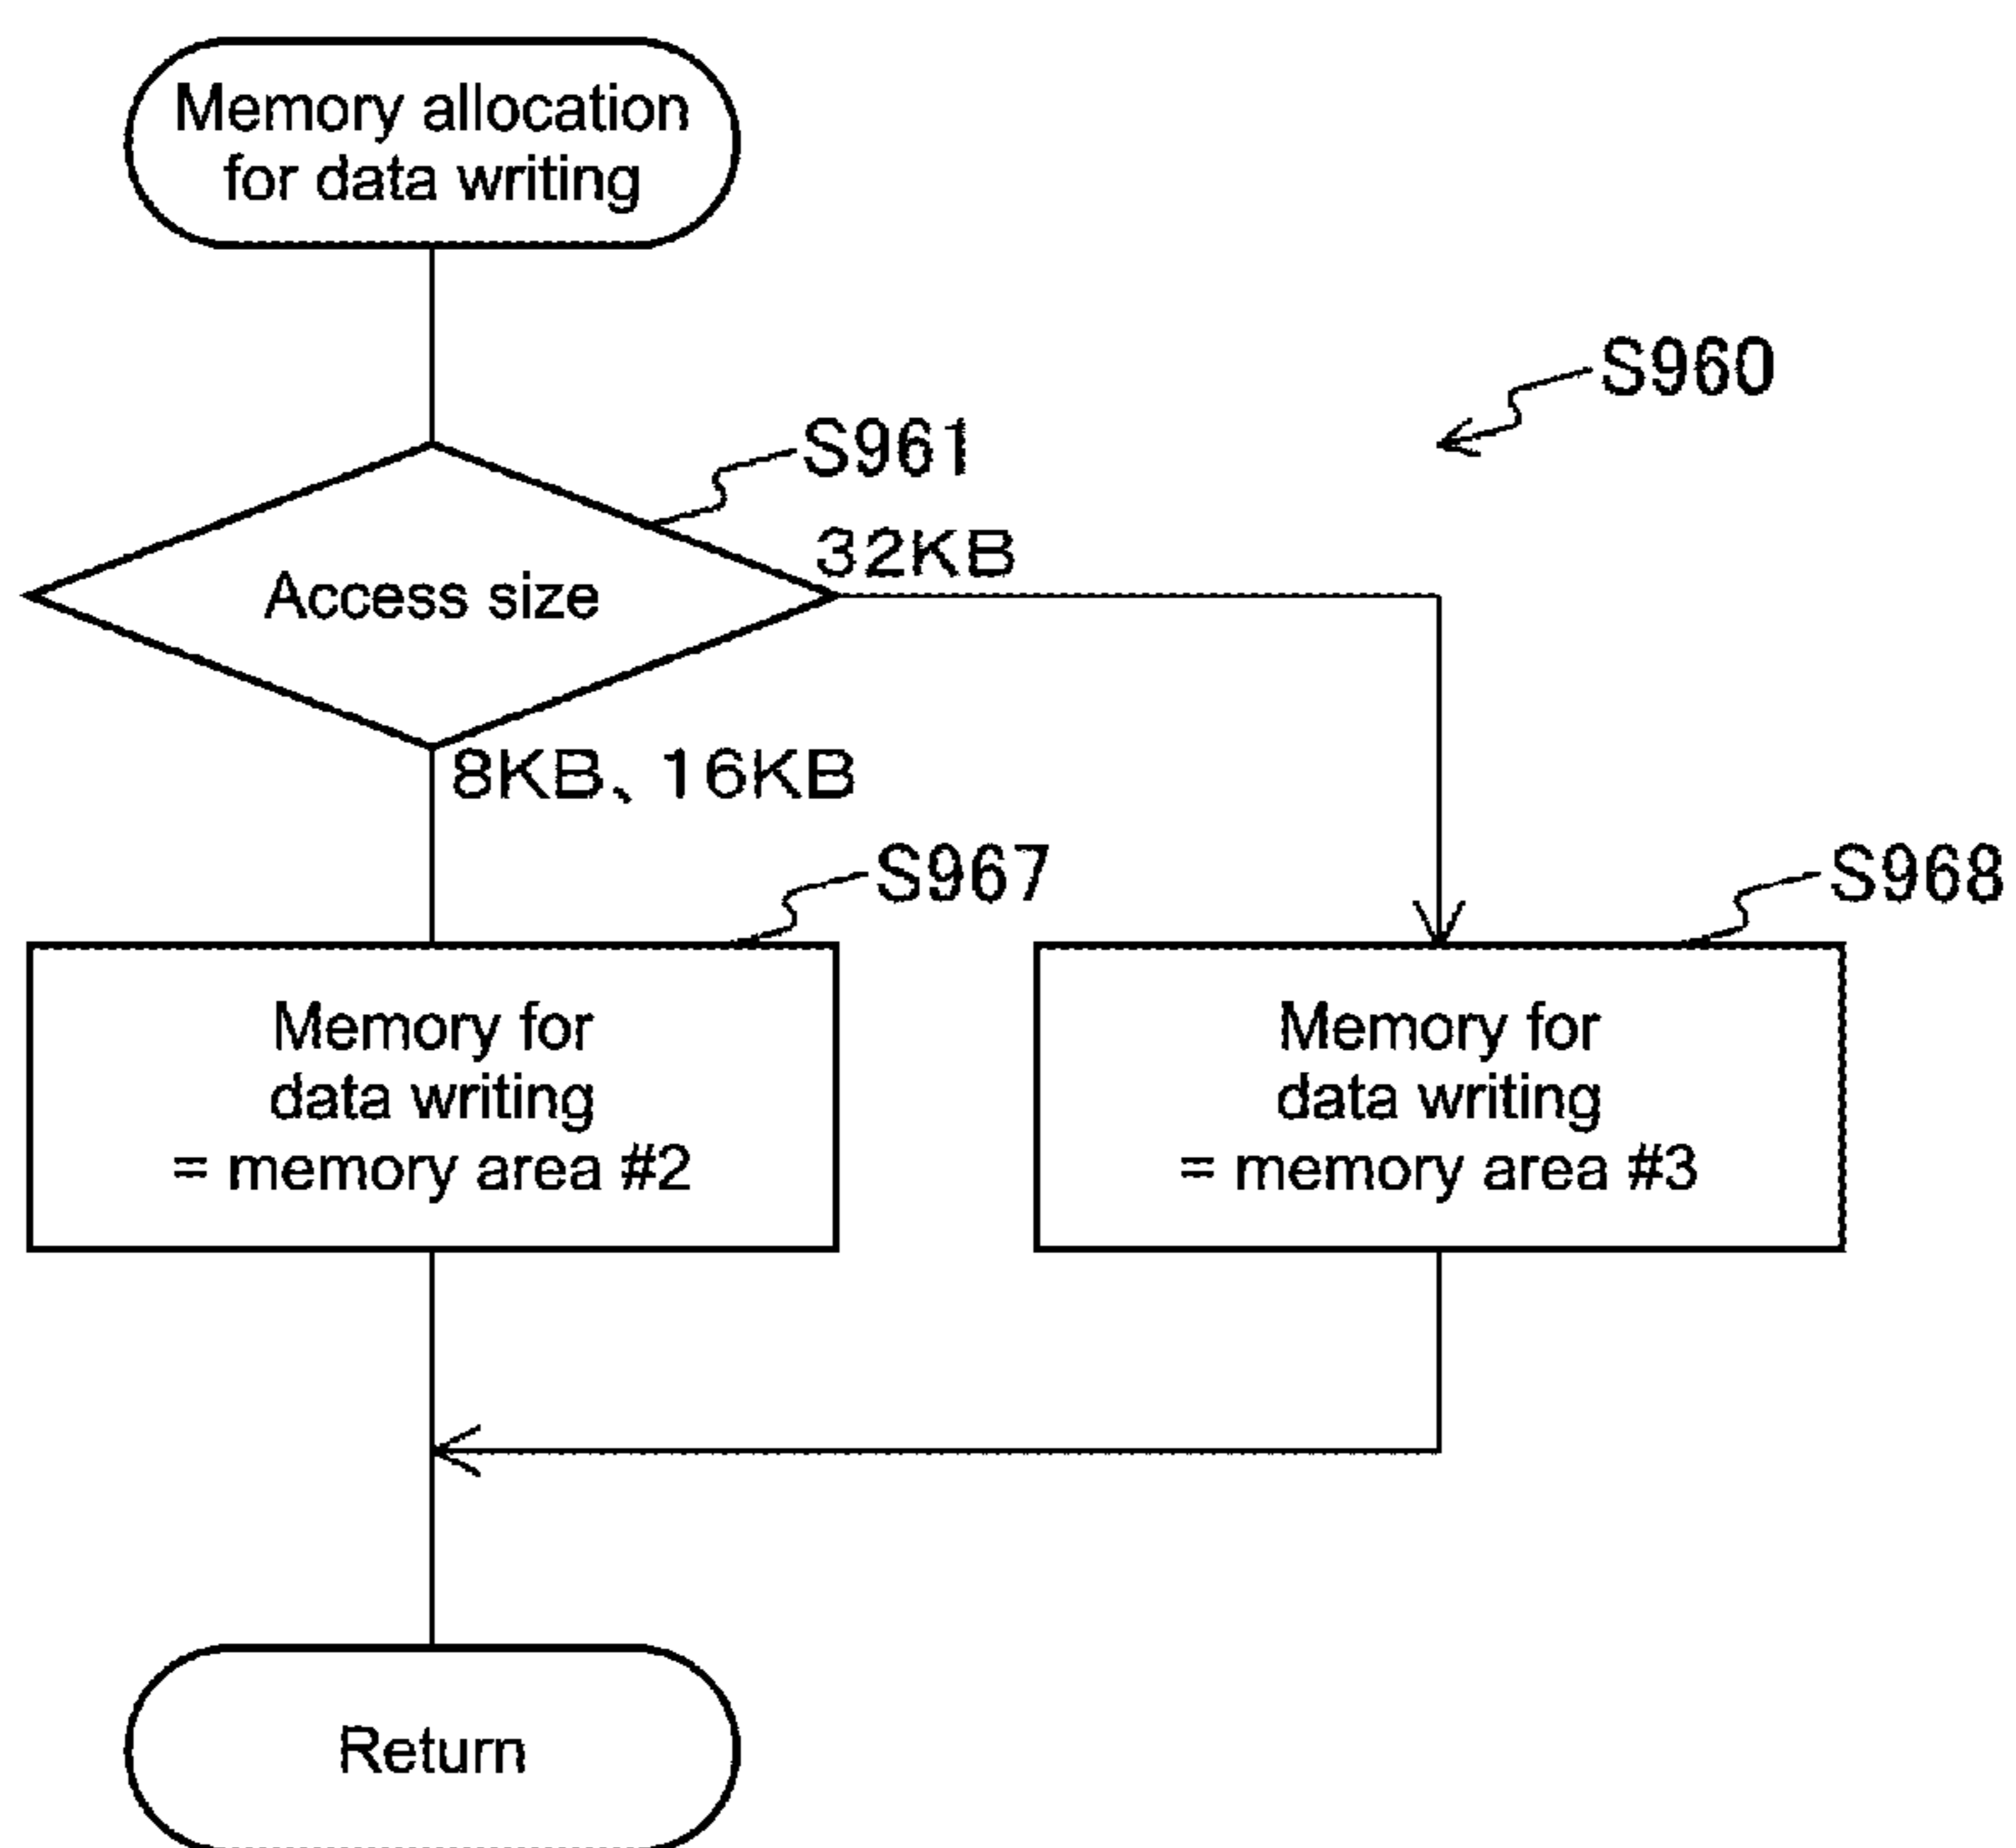 Memory allocation
for data writing
S960
S961
32KB
Access size
8KB、16KB
S967
S968
Memory for
data writing
= memory area #2
Memory for
data writing
= memory area #3
Return